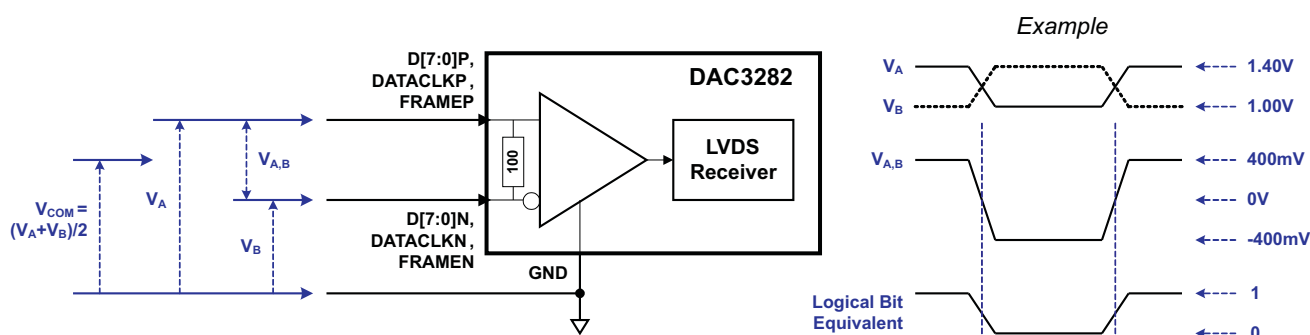 Example
D[7:0]P,
DATACLKP,
FRAMEP
DAC3282
LVDS
Receiver
100
D[7:0]N,
DATACLKN,
FRAMEN
GND
VA,B
VA
VB
VCOM =
(VA+VB)/2
VA
1.40V
VB
1.00V
VA,B
400mV
0V
-400mV
Logical Bit
Equivalent
1
0